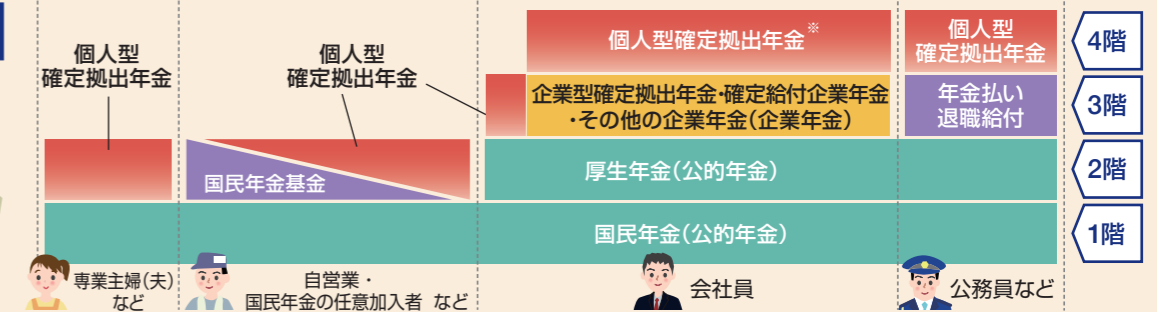 個人型
確定拠出年金
個人型
確定拠出年金
個人型確定拠出年金※
個人型
確定拠出年金
4階
企業型確定拠出年金・確定給付企業年金
・その他の企業年金(企業年金)
年金払い
退職給付
3階
国民年金基金
厚生年金(公的年金)
2階
国民年金(公的年金)
1階
専業主婦(夫)
など
自営業・
国民年金の任意加入者 など
会社員
公務員など